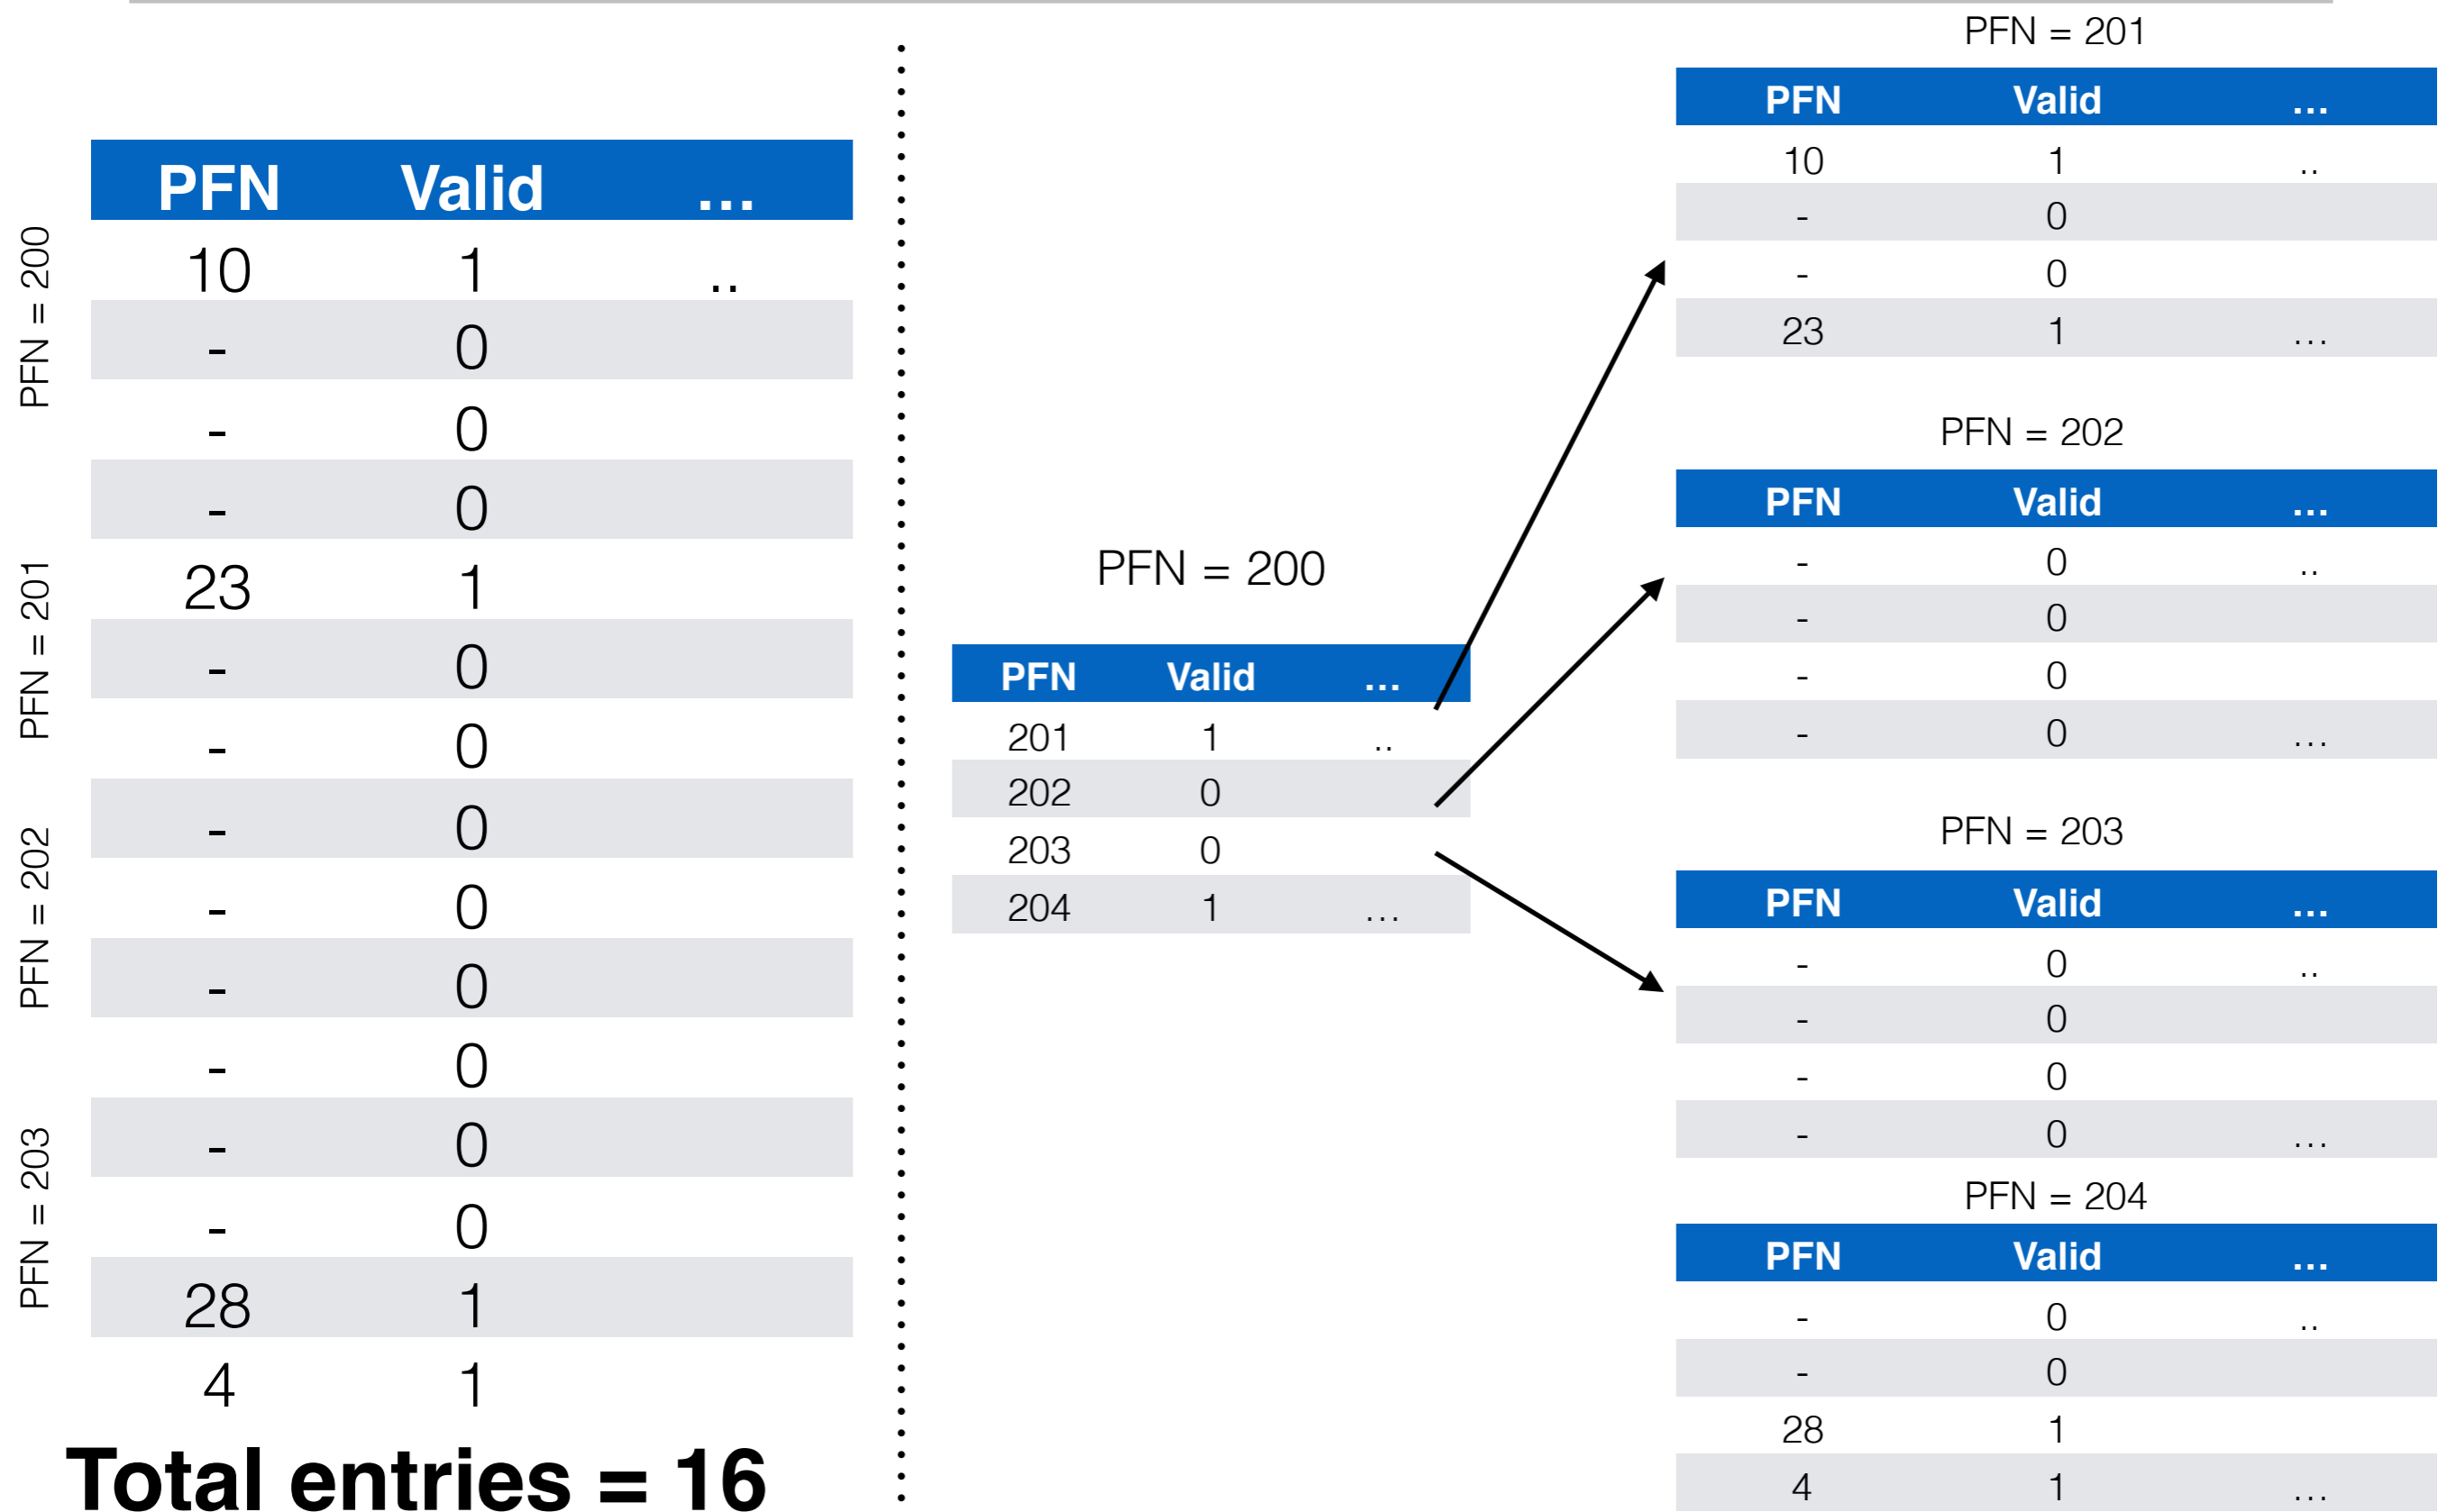 PFN = 200
PFN = 201
PFN = 202
PFN = 203
PFN Valid ...
10 1 ..
- 0
- 0
- 0
23 1
- 0
- 0
- 0
- 0
- 0
- 0
- 0
- 0
28 1
4 1
Total entries = 16
PFN = 200
PFN Valid ...
201 1 ..
202 0
203 0
204 1 ...
PFN = 201
PFN Valid ...
10 1 ..
- 0
- 0
23 1 ...
PFN = 202
PFN Valid ...
- 0 ..
- 0
- 0
- 0 ...
PFN = 203
PFN Valid ...
- 0 ..
- 0
- 0
- 0 ...
PFN = 204
PFN Valid ...
- 0 ..
- 0
28 1
4 1 ...